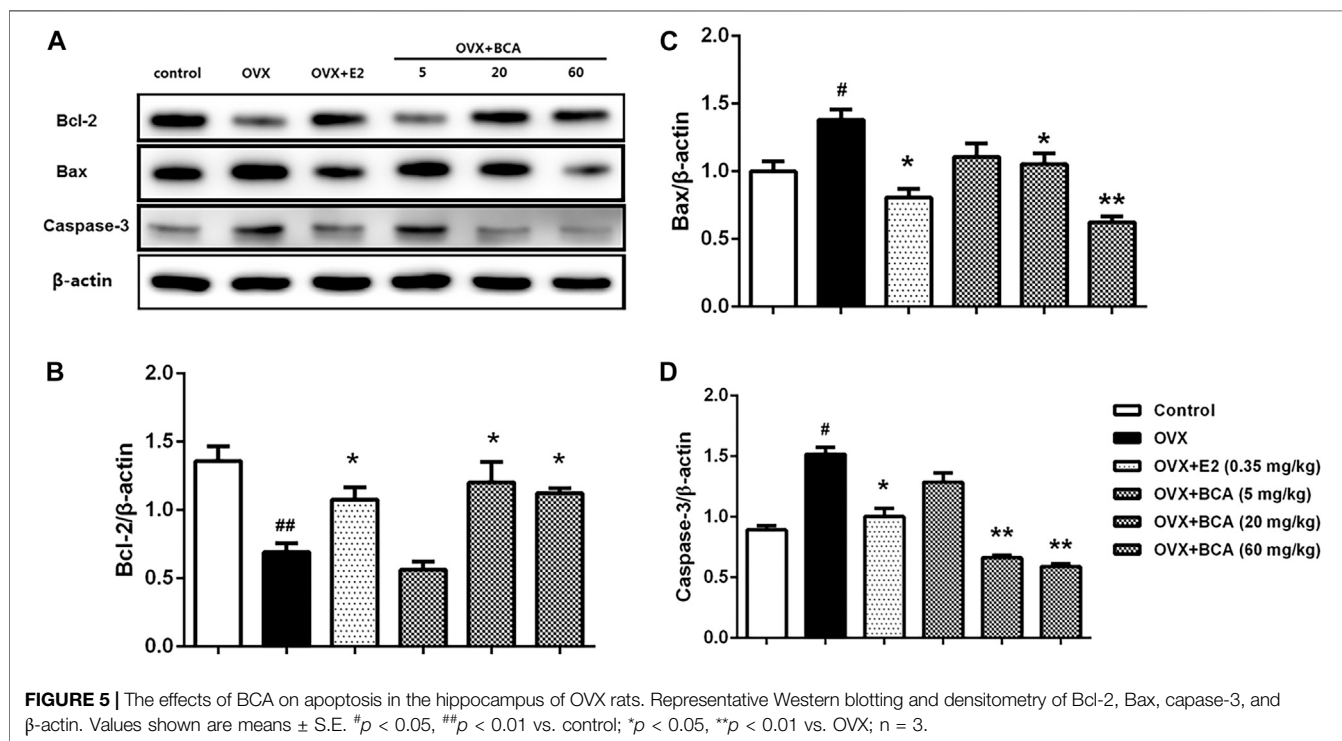 A
OVX+BCA
control OVX OVX+E2 5 20 60
Bcl-2
Bax
Caspase-3
β-actin
B
2.0
1.5
1.0
0.5
0.0
Bcl-2/β-actin
##
*
*
*
C
2.0
1.5
1.0
0.5
0.0
Bax/β-actin
#
*
*
**
D
2.0
1.5
1.0
0.5
0.0
Caspase-3/β-actin
#
*
**
**
Control
OVX
OVX+E2 (0.35 mg/kg)
OVX+BCA (5 mg/kg)
OVX+BCA (20 mg/kg)
OVX+BCA (60 mg/kg)
FIGURE 5 | The effects of BCA on apoptosis in the hippocampus of OVX rats. Representative Western blotting and densitometry of Bcl-2, Bax, capase-3, and
β-actin. Values shown are means ± S.E. #p < 0.05, ##p < 0.01 vs. control; *p < 0.05, **p < 0.01 vs. OVX; n = 3.